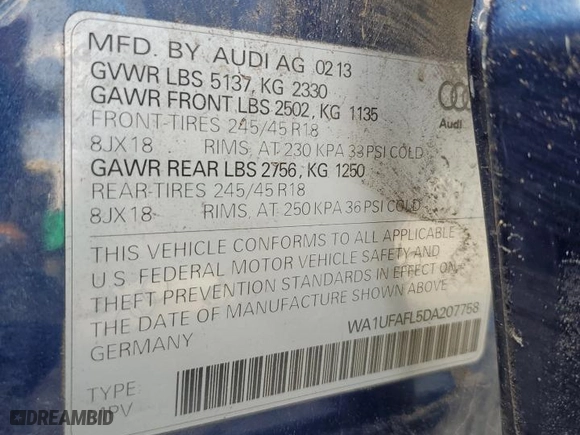 MFD. BY AUDI AG 02 13
GVWR LBS 5137, KG 2330
GAWR FRONT LBS 2502, KG 1135
FRONT-TIRES 245/45 R18
8JX18 RIMS, AT 230 KPA 33 PSI COLD
GAWR REAR LBS 2756, KG 1250
REAR-TIRES 245/45 R18
8JX18 RIMS, AT 250 KPA 36 PSI COLD
Audi
THIS VEHICLE CONFORMS TO ALL APPLICABLE
U.S. FEDERAL MOTOR VEHICLE SAFETY AND
THEFT PREVENTION STANDARDS IN EFFECT ON
THE DATE OF MANUFACTURE SHOWN ABOVE
GERMANY
WA1UFAFL5DA207758
TYPE
MPV
DREAMBID